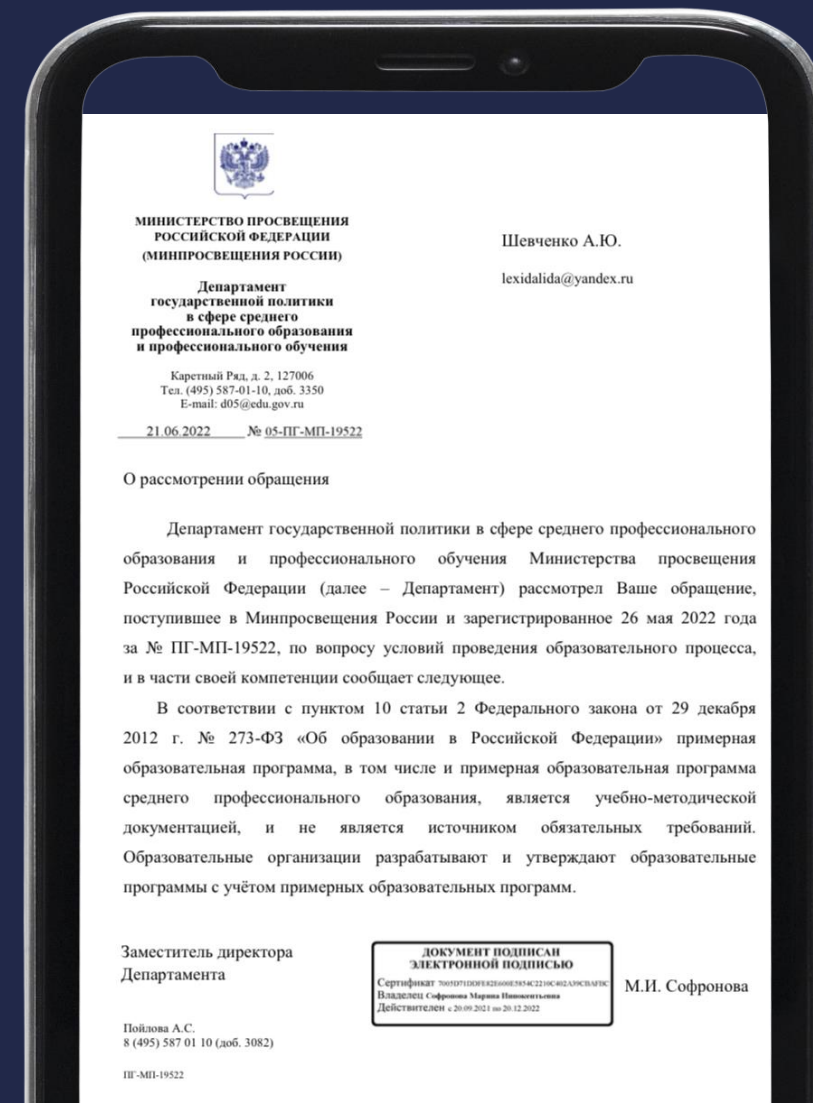 МИНИСТЕРСТВО ПРОСВЕЩЕНИЯ
РОССИЙСКОЙ ФЕДЕРАЦИИ
(МИНПРОСВЕЩЕНИЯ РОССИИ)
Департамент
государственной политики
в сфере среднего
профессионального образования
и профессионального обучения
Каретный Ряд, д. 2, 127006
Тел. (495) 587-01-10, доб. 3350
E-mail: d05@edu.gov.ru
21.06.2022 № 05-ПГ-МП-19522
Шевченко А.Ю.
lexidalida@yandex.ru
О рассмотрении обращения
Департамент государственной политики в сфере среднего профессионального
образования и профессионального обучения Министерства просвещения
Российской Федерации (далее – Департамент) рассмотрел Ваше обращение,
поступившее в Минпросвещения России и зарегистрированное 26 мая 2022 года
за № ПГ-МП-19522, по вопросу условий проведения образовательного процесса,
и в части своей компетенции сообщает следующее.
В соответствии с пунктом 10 статьи 2 Федерального закона от 29 декабря
2012 г. № 273-ФЗ «Об образовании в Российской Федерации» примерная
образовательная программа, в том числе и примерная образовательная программа
среднего профессионального образования, является учебно-методической
документацией, и не является источником обязательных требований.
Образовательные организации разрабатывают и утверждают образовательные
программы с учётом примерных образовательных программ.
Заместитель директора
Департамента
ДОКУМЕНТ ПОДПИСАН
ЭЛЕКТРОННОЙ ПОДПИСЬЮ
Сертификат
Владелец Софронова Марина Иннокентьевна
Действителен с 20.09.2021 по 20.12.2022
М.И. Софронова
Пойлова А.С.
8 (495) 587 01 10 (доб. 3082)
ПГ-МП-19522